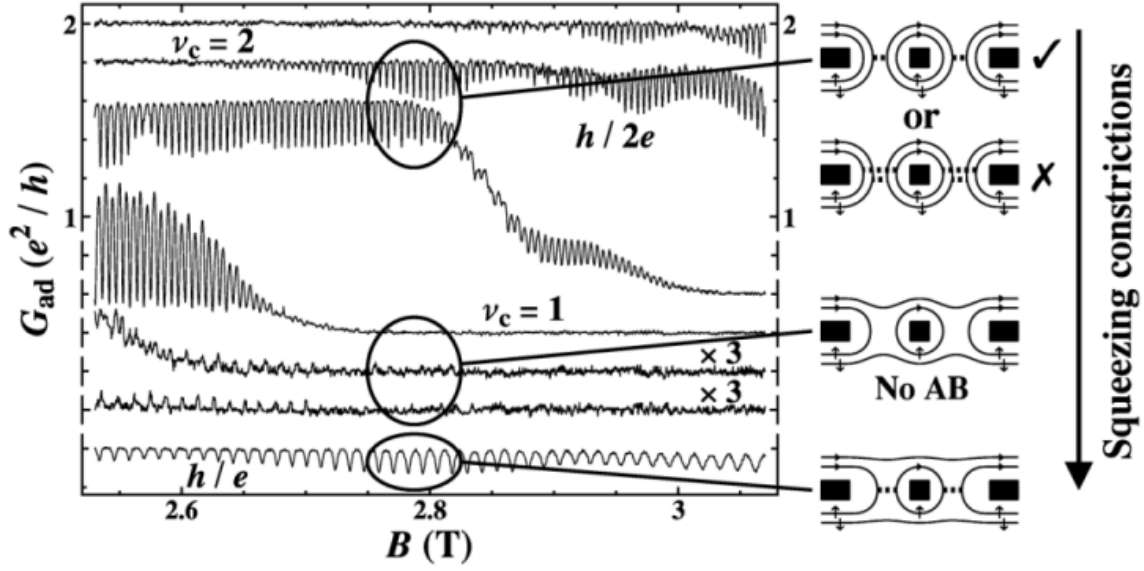 2
ν_c = 2
2
✓
or
h / 2e
✗
1
1
G_ad (e² / h)
Squeezing constrictions
ν_c = 1
× 3
× 3
No AB
h / e
2.6
2.8
3
B (T)